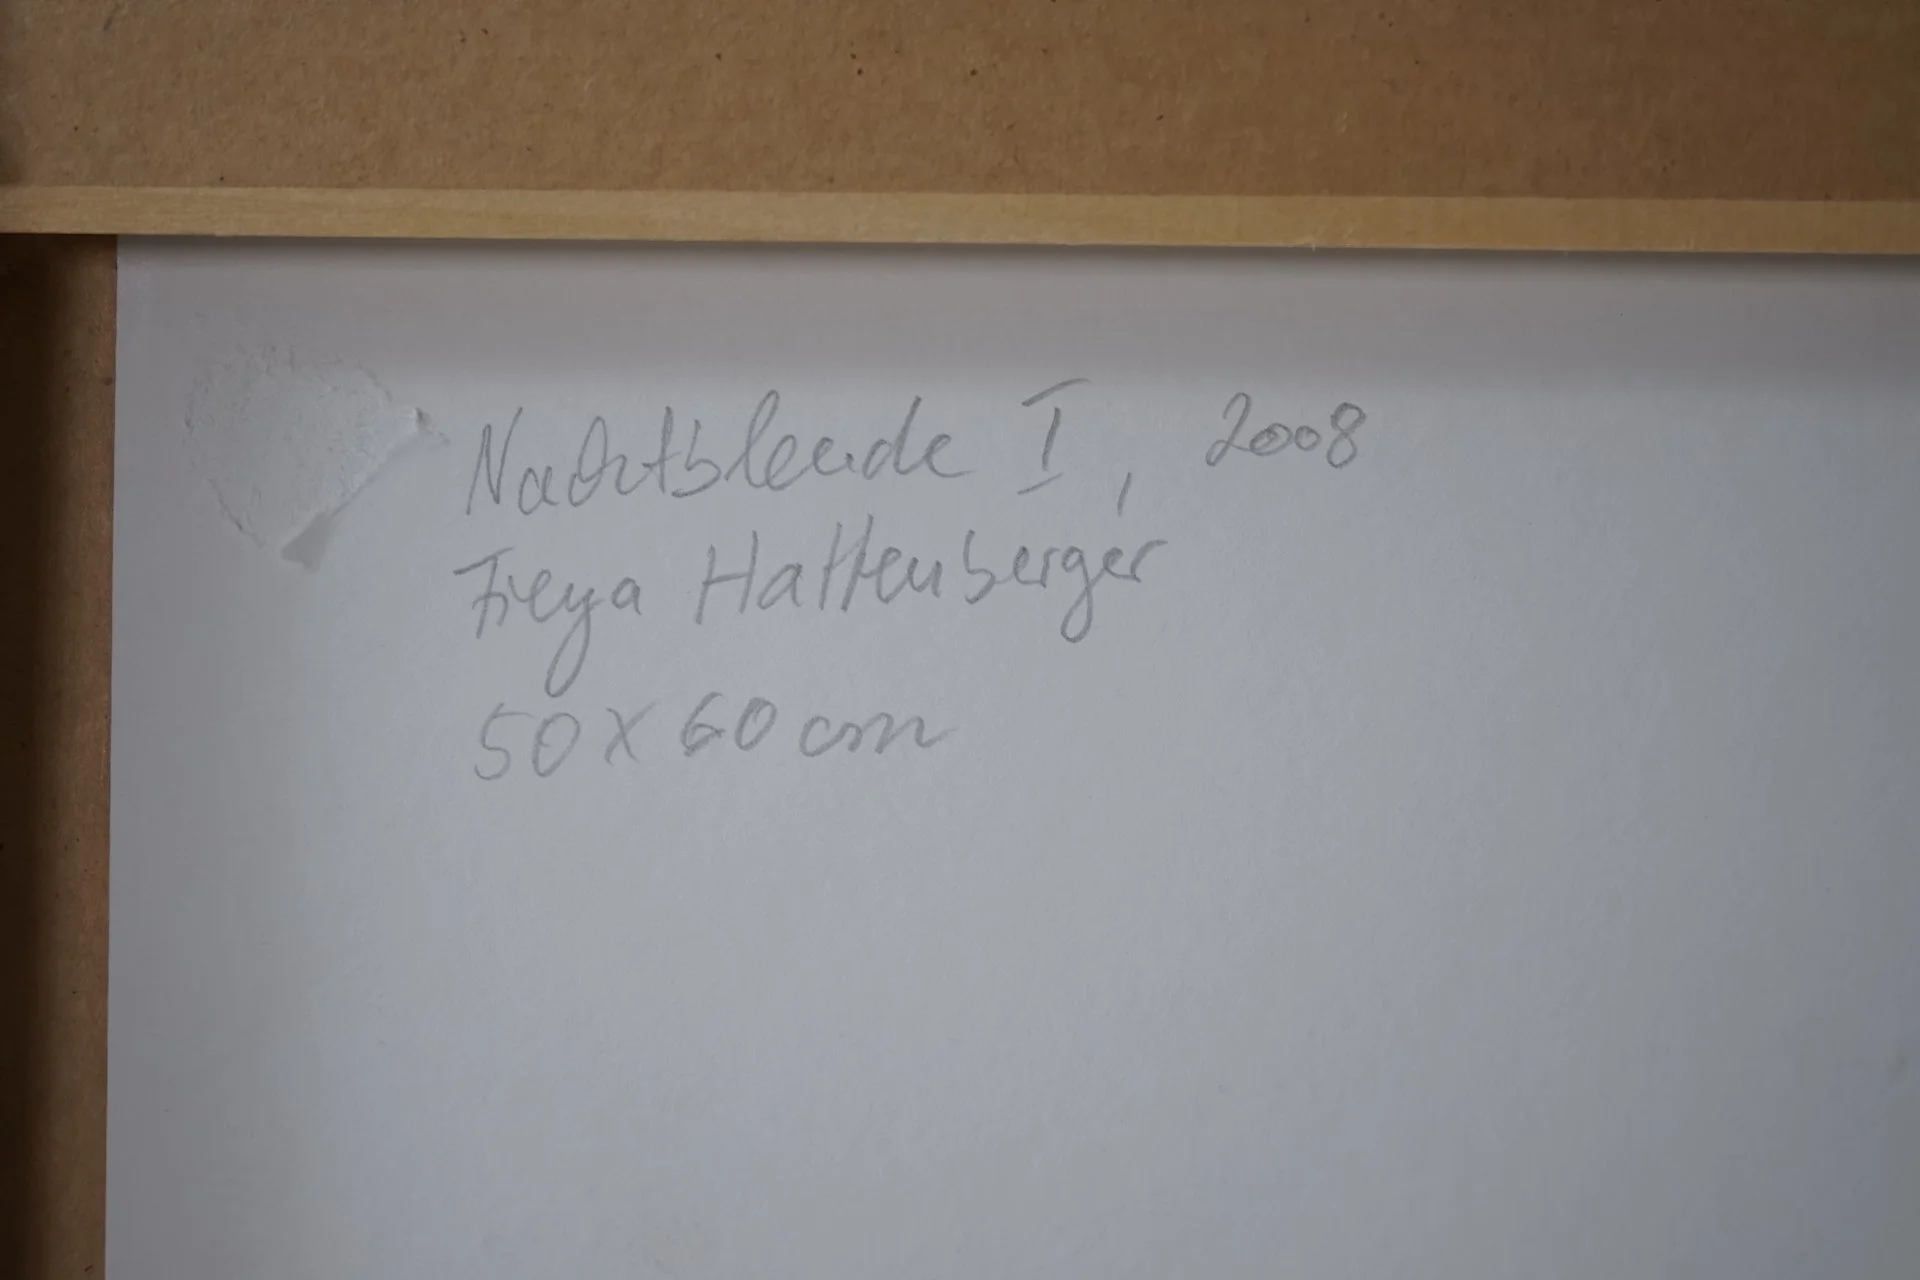 Nachtblende I, 2008
Freya Hattenberger
50 x 60 cm